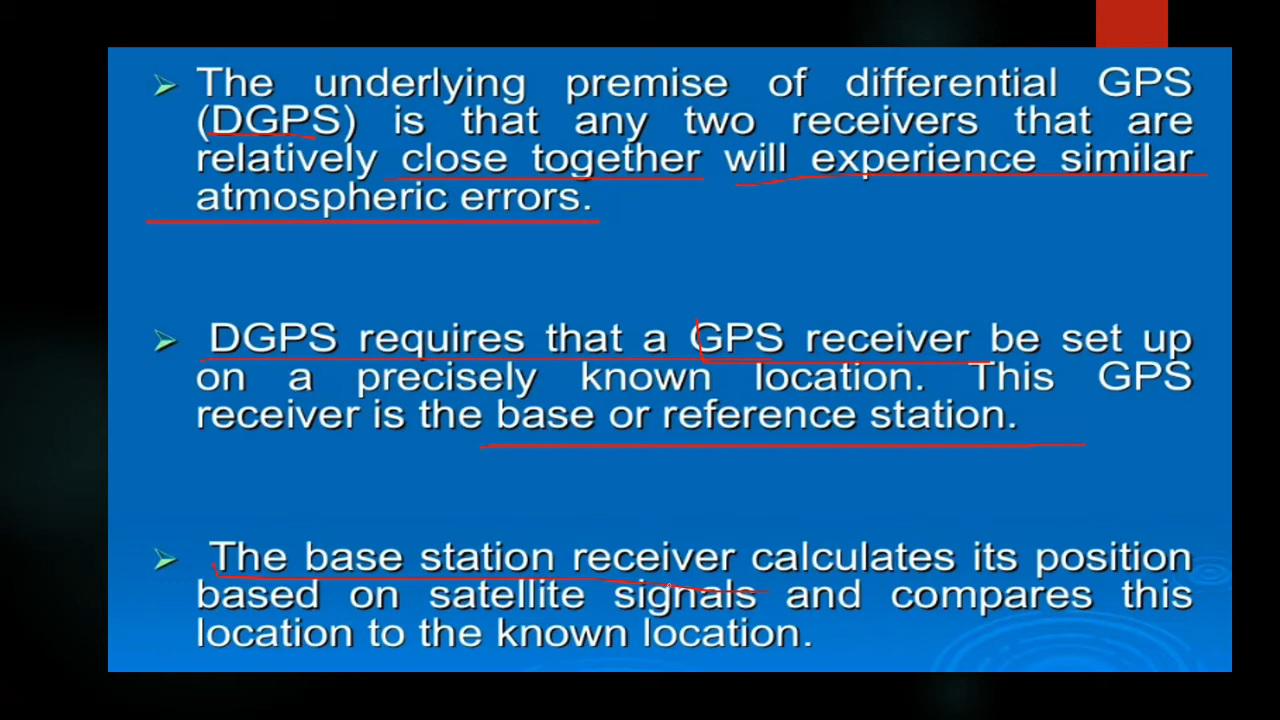 The underlying premise of differential GPS
(DGPS) is that any two receivers that are
relatively close together will experience similar
atmospheric errors.
DGPS requires that a GPS receiver be set up
on a precisely known location. This GPS
receiver is the base or reference station.
The base station receiver calculates its position
based on satellite signals and compares this
location to the known location.